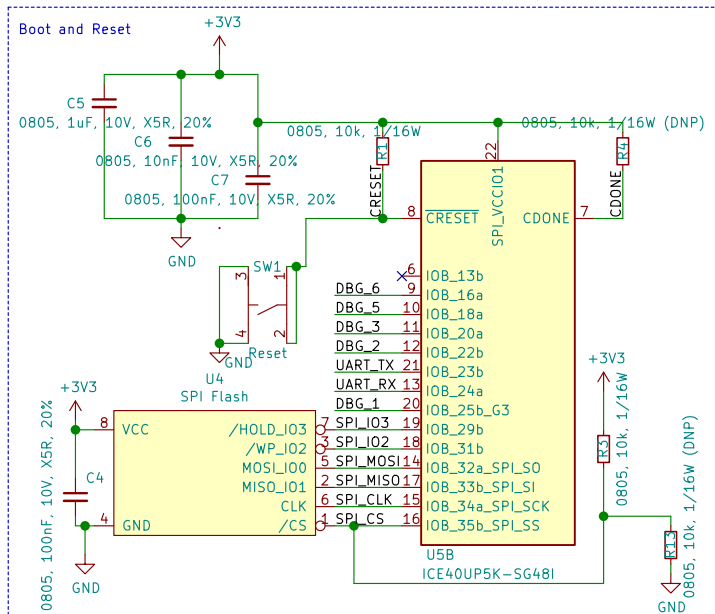 Boot and Reset
+3V3
C5
0805, 1uF, 10V, X5R, 20%
C6
0805, 10nF, 10V, X5R, 20%
C7
0805, 100nF, 10V, X5R, 20%
GND
0805, 10k, 1/16W
R1
CRESET
0805, 10k, 1/16W (DNP)
R4
CDONE
22
SPI_VCCIO1
8
CRESET
CDONE
7
SW1
3
1
4
2
GND
Reset
6
IOB_13b
DBG_6
9
IOB_16a
DBG_5
10
IOB_18a
DBG_3
11
IOB_20a
DBG_2
12
IOB_22b
UART_TX
21
IOB_23b
UART_RX
13
IOB_24a
DBG_1
20
IOB_25b_G3
SPI_IO3
19
IOB_29b
SPI_IO2
18
IOB_31b
SPI_MOSI
14
IOB_32a_SPI_SO
SPI_MISO
17
IOB_33b_SPI_SI
SPI_CLK
15
IOB_34a_SPI_SCK
SPI_CS
16
IOB_35b_SPI_SS
U5B
ICE40UP5K-SG48I
U4
SPI Flash
+3V3
8
VCC
/HOLD_IO3
7
/WP_IO2
3
MOSI_IO0
5
MISO_IO1
2
CLK
6
/CS
1
4
GND
C4
0805, 100nF, 10V, X5R, 20%
GND
+3V3
R3
0805, 10k, 1/16W
R13
0805, 10k, 1/16W (DNP)
GND